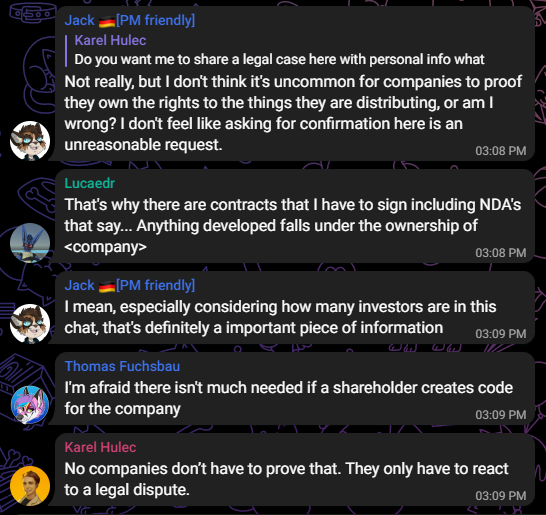 Jack 🇩🇪[PM friendly]
Karel Hulec
Do you want me to share a legal case here with personal info what
Not really, but I don't think it's uncommon for companies to proof
they own the rights to the things they are distributing, or am I
wrong? I don't feel like asking for confirmation here is an
unreasonable request.
03:08 PM
Lucaedr
That's why there are contracts that I have to sign including NDA's
that say... Anything developed falls under the ownership of
<company>
03:08 PM
Jack 🇩🇪[PM friendly]
I mean, especially considering how many investors are in this
chat, that's definitely a important piece of information
03:09 PM
Thomas Fuchsbau
I'm afraid there isn't much needed if a shareholder creates code
for the company
03:09 PM
Karel Hulec
No companies don’t have to prove that. They only have to react
to a legal dispute.
03:09 PM